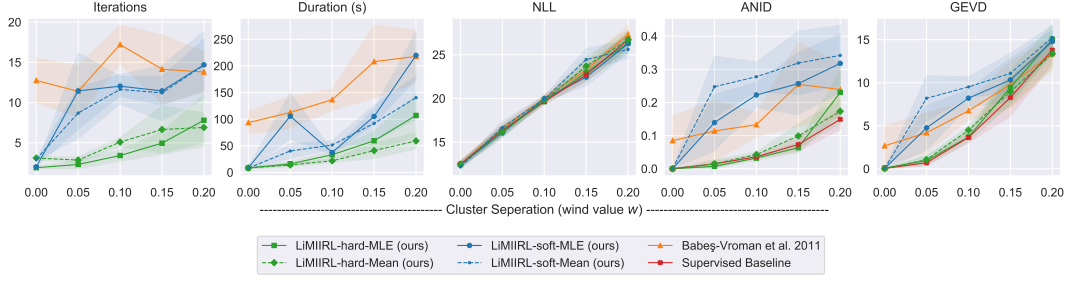 Iterations
Duration (s)
NLL
ANID
GEVD
20
15
10
5
0.00 0.05 0.10 0.15 0.20
250
200
150
100
50
0
0.00 0.05 0.10 0.15 0.20
25
20
15
0.00 0.05 0.10 0.15 0.20
0.4
0.3
0.2
0.1
0.0
0.00 0.05 0.10 0.15 0.20
15
10
5
0
0.00 0.05 0.10 0.15 0.20
Cluster Seperation (wind value w)
LiMIIRL-hard-MLE (ours)
LiMIIRL-hard-Mean (ours)
LiMIIRL-soft-MLE (ours)
LiMIIRL-soft-Mean (ours)
Babeş-Vroman et al. 2011
Supervised Baseline